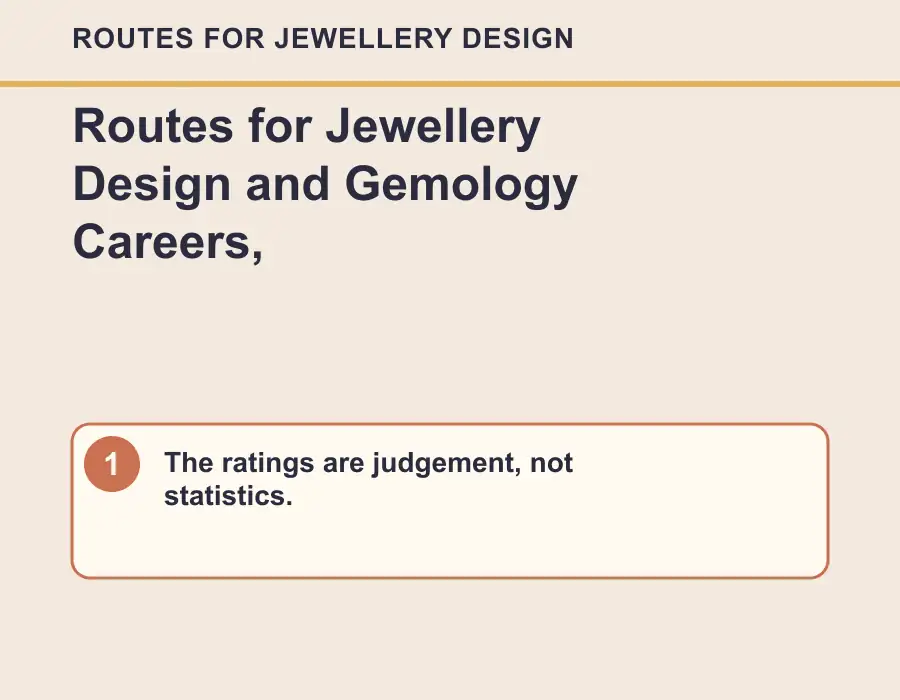 ROUTES FOR JEWELLERY DESIGN
Routes for Jewellery
Design and Gemology
Careers,
1
The ratings are judgement, not
statistics.